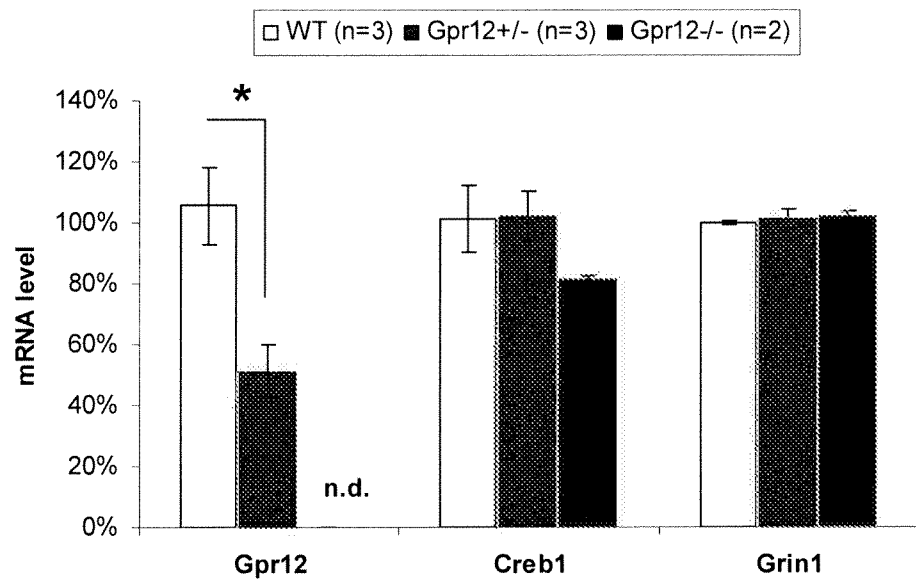 WT (n=3) Gpr12+/- (n=3) Gpr12-/- (n=2)
*
140%
120%
100%
80%
60%
40%
20%
0%
mRNA level
n.d.
Gpr12 Creb1 Grin1